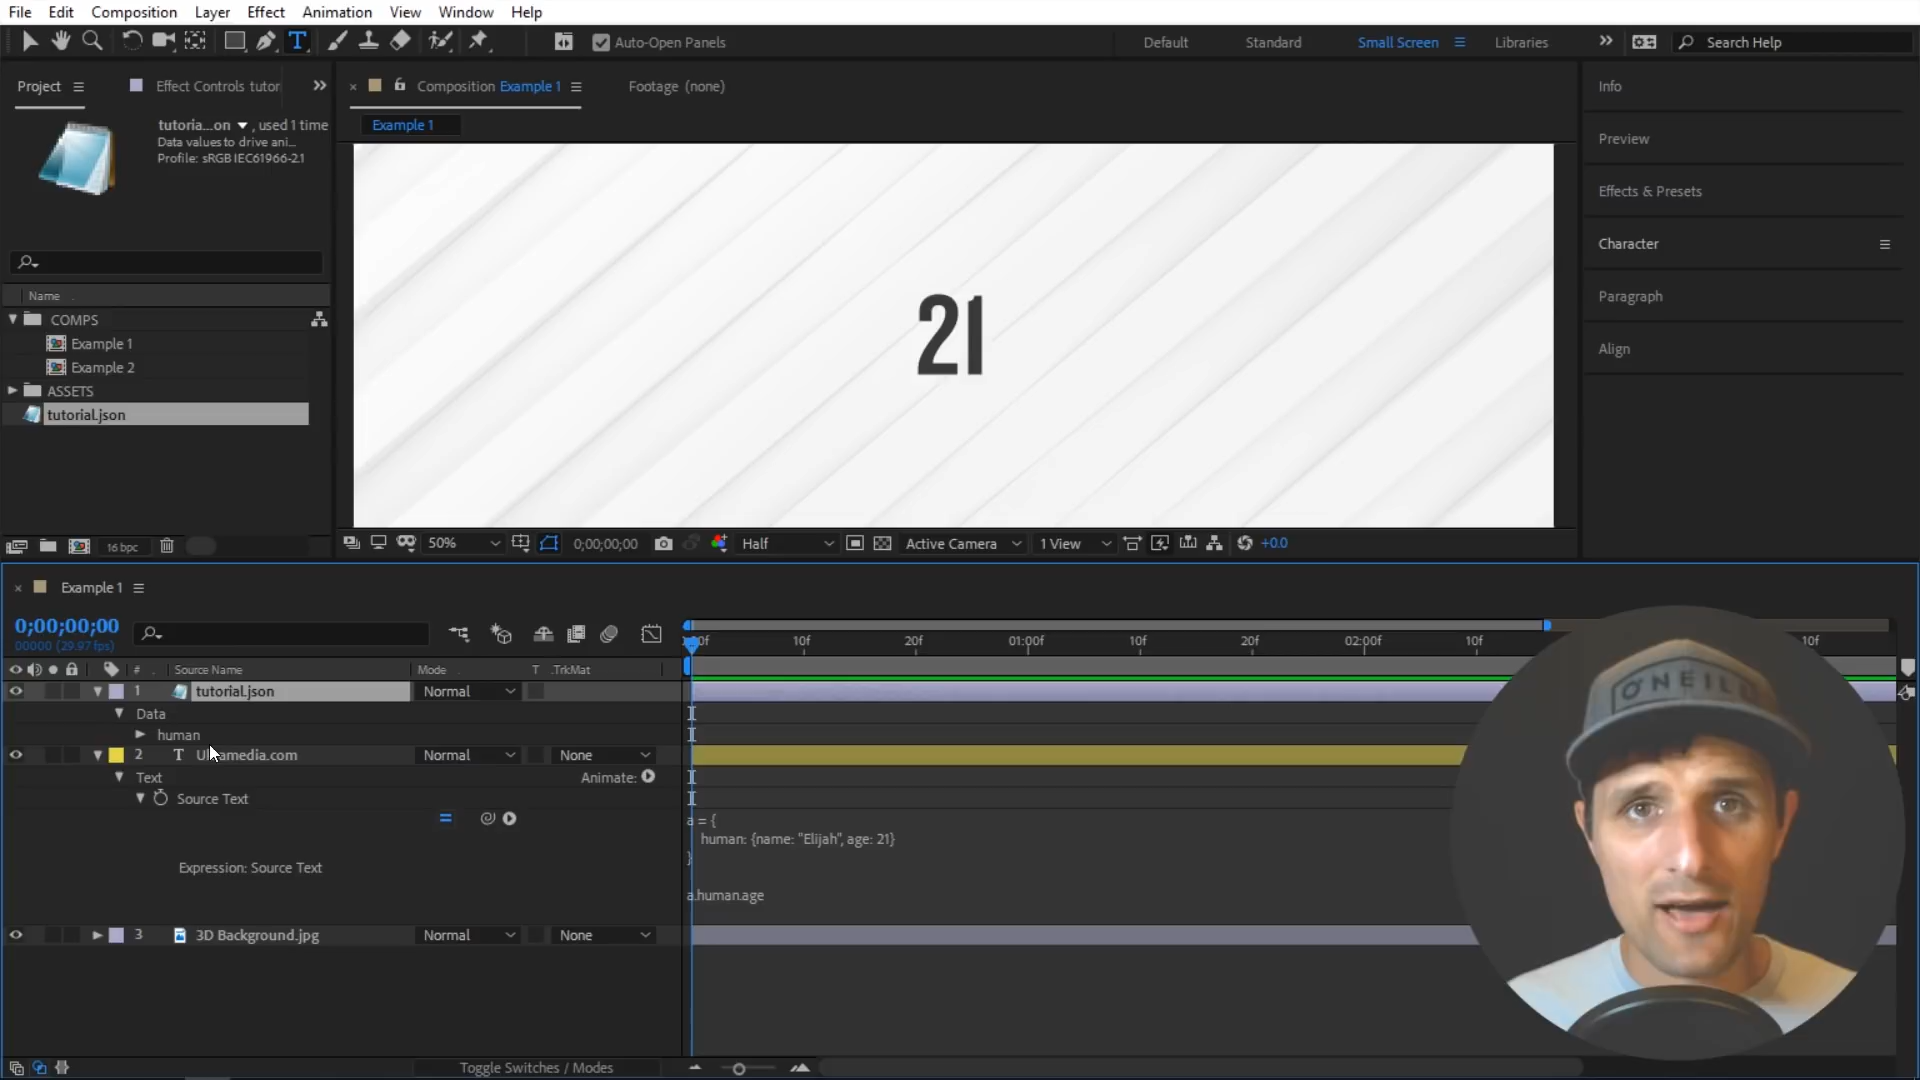 File Edit Composition Layer Effect Animation View Window Help
T Auto-Open Panels Default Standard Small Screen Libraries Search Help
Project Effect Controls tutor
Composition Example 1 Footage (none)
Example 1
tutoria...on , used 1 time
Data values to drive ani...
Profile: sRGB IEC61966-2.1
Name
COMPS
Example 1
Example 2
ASSETS
tutorial.json
16 bpc
21
50% 0;00;00;00 Half Active Camera 1 View +0.0
Info
Preview
Effects & Presets
Character
Paragraph
Align
Example 1
0;00;00;00
00000 (29.97 fps)
# Source Name Mode T .TrkMat
10f 20f 01:00f 10f 20f 02:00f 10f 10f
1 tutorial.json Normal
Data
human
2 T Normal None
Text Animate:
Source Text
a = {
human: {name: "Elijah", age: 21}
}
Expression: Source Text
a.human.age
3 3D Background.jpg Normal None
Toggle Switches / Modes
O'NEILL